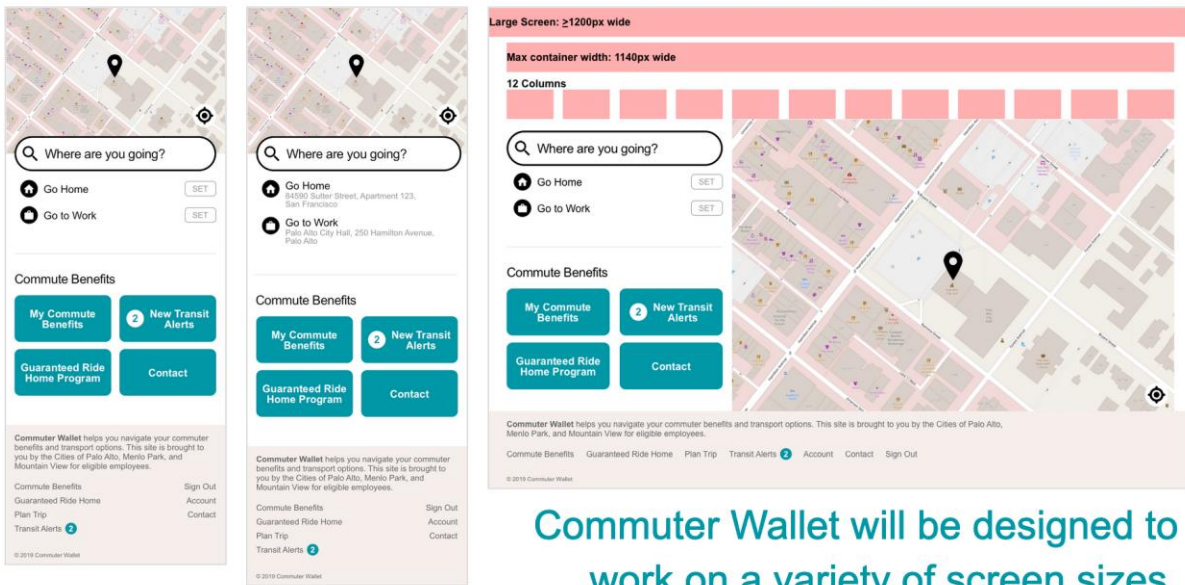 Where are you going?
Go Home
SET
Go to Work
SET
Commute Benefits
My Commute
Benefits
2 New Transit
Alerts
Guaranteed Ride
Home Program
Contact
Commuter Wallet helps you navigate your commuter
benefits and transport options. This site is brought to
you by the Cities of Palo Alto, Menlo Park, and
Mountain View for eligible employees.
Commute Benefits
Sign Out
Guaranteed Ride Home
Account
Plan Trip
Contact
Transit Alerts 2
© 2019 Commuter Wallet
Where are you going?
Go Home
64590 Sutter Street, Apartment 123,
San Francisco
Go to Work
Palo Alto City Hall, 250 Hamilton Avenue,
Palo Alto
Commute Benefits
My Commute
Benefits
2 New Transit
Alerts
Guaranteed Ride
Home Program
Contact
Commuter Wallet helps you navigate your commuter
benefits and transport options. This site is brought to
you by the Cities of Palo Alto, Menlo Park, and
Mountain View for eligible employees.
Commute Benefits
Sign Out
Guaranteed Ride Home
Account
Plan Trip
Contact
Transit Alerts 2
© 2019 Commuter Wallet
Large Screen: ≥1200px wide
Max container width: 1140px wide
12 Columns
Where are you going?
Go Home
SET
Go to Work
SET
Commute Benefits
My Commute
Benefits
2 New Transit
Alerts
Guaranteed Ride
Home Program
Contact
Commuter Wallet helps you navigate your commuter benefits and transport options. This site is brought to you by the Cities of Palo Alto,
Menlo Park, and Mountain View for eligible employees.
Commute Benefits Guaranteed Ride Home Plan Trip Transit Alerts 2 Account Contact Sign Out
© 2019 Commuter Wallet
Commuter Wallet will be designed to
work on a variety of screen sizes